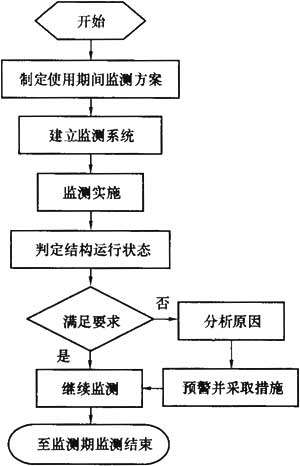 开始
制定使用期间监测方案
建立监测系统
监测实施
判定结构运行状态
满足要求
否
分析原因
是
继续监测
预警并采取措施
至监测期监测结束